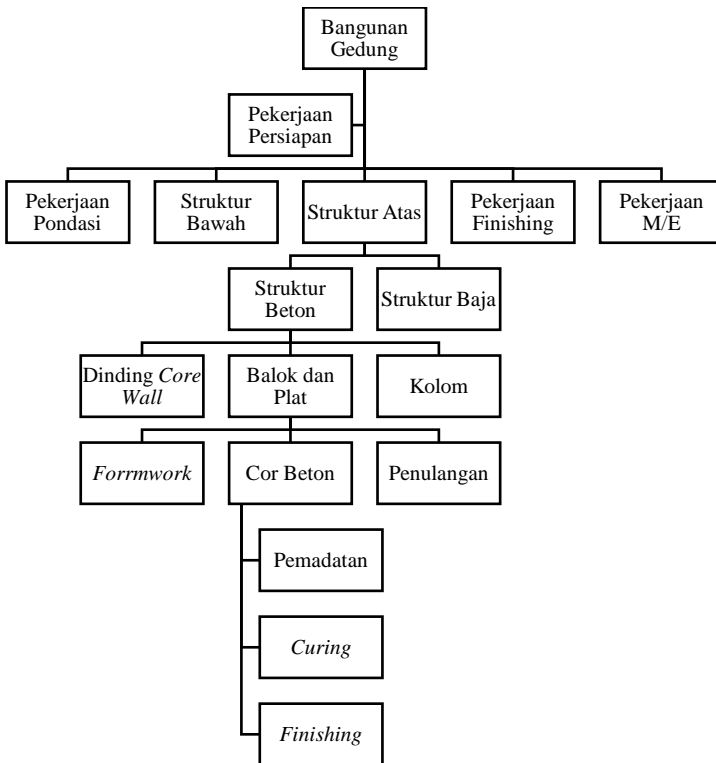 Bangunan
Gedung
Pekerjaan
Persiapan
Pekerjaan
Pondasi
Struktur
Bawah
Struktur Atas
Pekerjaan
Finishing
Pekerjaan
M/E
Struktur
Beton
Struktur Baja
Dinding Core
Wall
Balok dan
Plat
Kolom
Forrmwork
Cor Beton
Penulangan
Pemadatan
Curing
Finishing